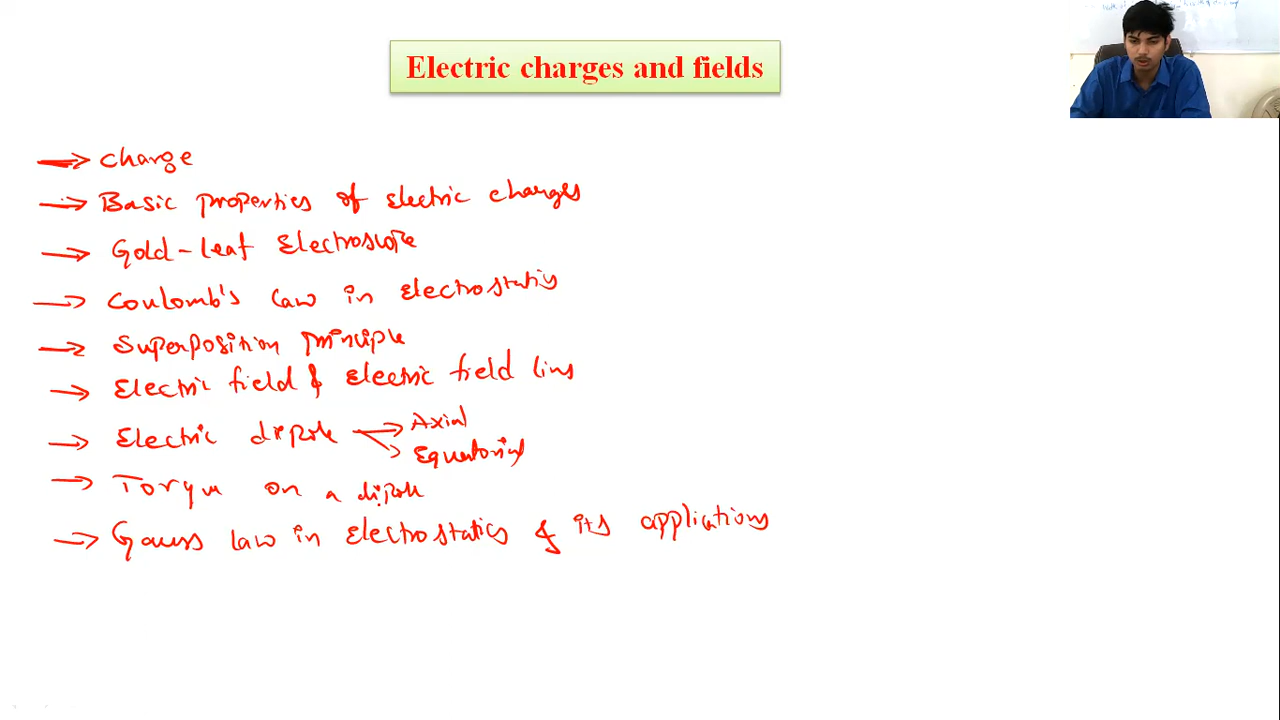 Electric charges and fields
→ Charge
→ Basic properties of electric charges
→ Gold-leaf Electroscope
→ Coulomb's law in electrostatics
→ Superposition principle
→ Electric field & Electric field lines
→ Electric dipole → Axial
→ Equatorial
→ Torque on a dipole
→ Gauss law in electrostatics & its applications